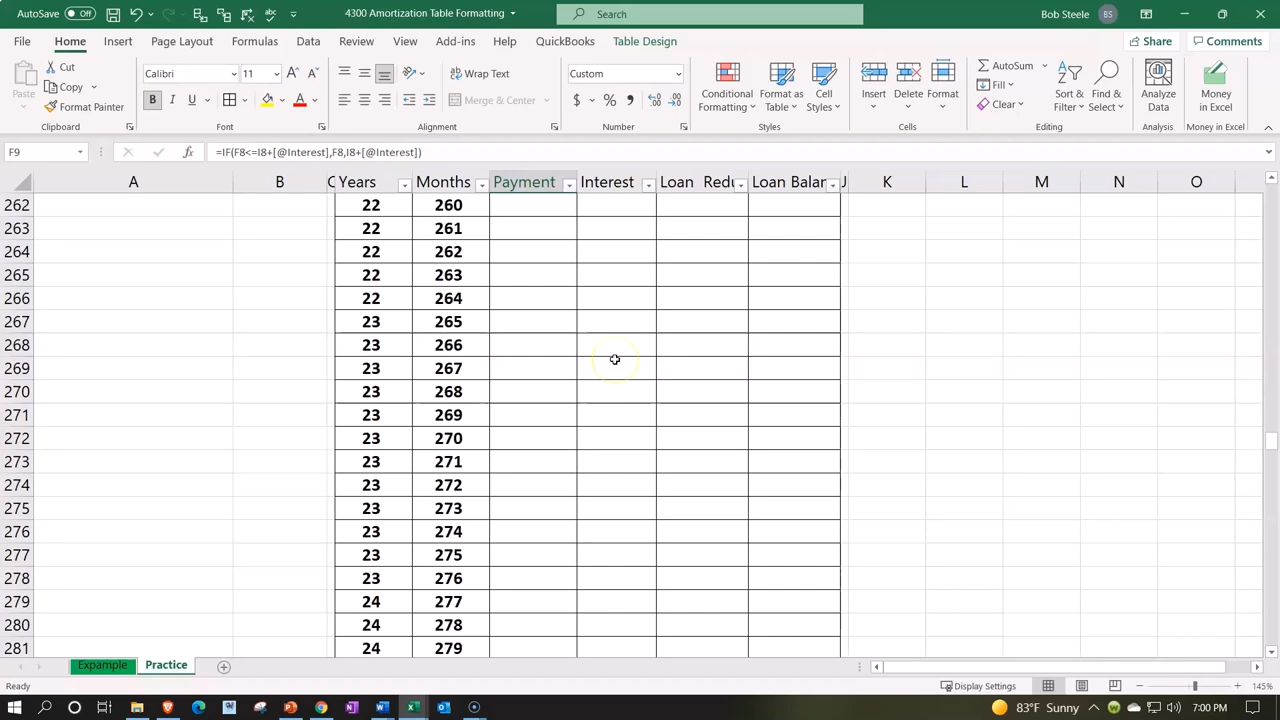 AutoSave Off 4300 Amortization Table Formatting Search Bob Steele BS
File Home Insert Page Layout Formulas Data Review View Add-ins Help QuickBooks Table Design Share Comments
Paste Cut Copy Format Painter Calibri 11 B I U A Wrap Text Merge & Center Custom $ % , Conditional Formatting Format as Table Cell Styles Insert Delete Format AutoSum Fill Clear Sort & Filter Find & Select Analyze Data Money in Excel
Clipboard Font Alignment Number Styles Cells Editing Analysis Money in Excel
F9 fx =IF(F8<=I8+[@Interest],F8,I8+[@Interest])
A B C Years Months Payment Interest Loan Redu Loan Balar J K L M N O
262 22 260
263 22 261
264 22 262
265 22 263
266 22 264
267 23 265
268 23 266
269 23 267
270 23 268
271 23 269
272 23 270
273 23 271
274 23 272
275 23 273
276 23 274
277 23 275
278 23 276
279 24 277
280 24 278
281 24 279
Expample Practice
Ready Display Settings 145%
83°F Sunny 7:00 PM